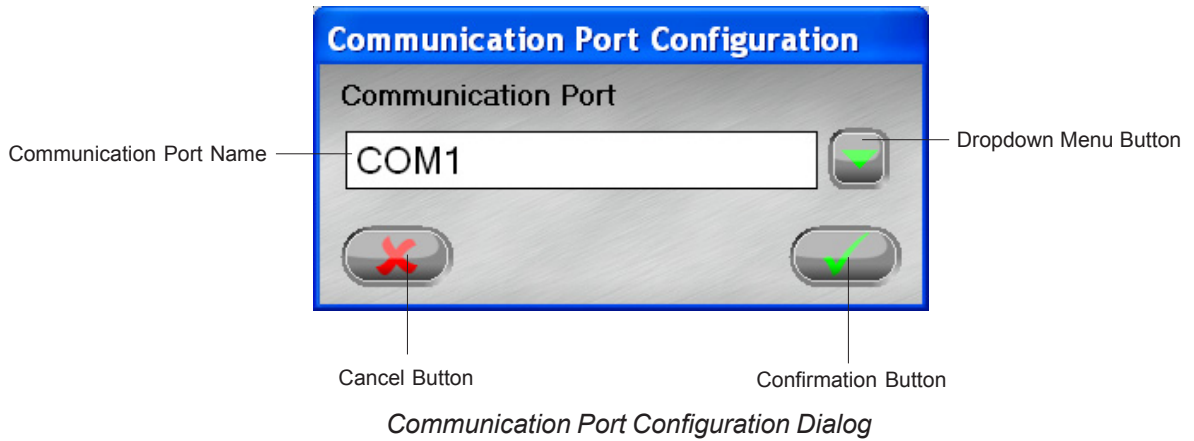 Communication Port Configuration
Communication Port
Communication Port Name
COM1
Dropdown Menu Button
Cancel Button
Confirmation Button
Communication Port Configuration Dialog